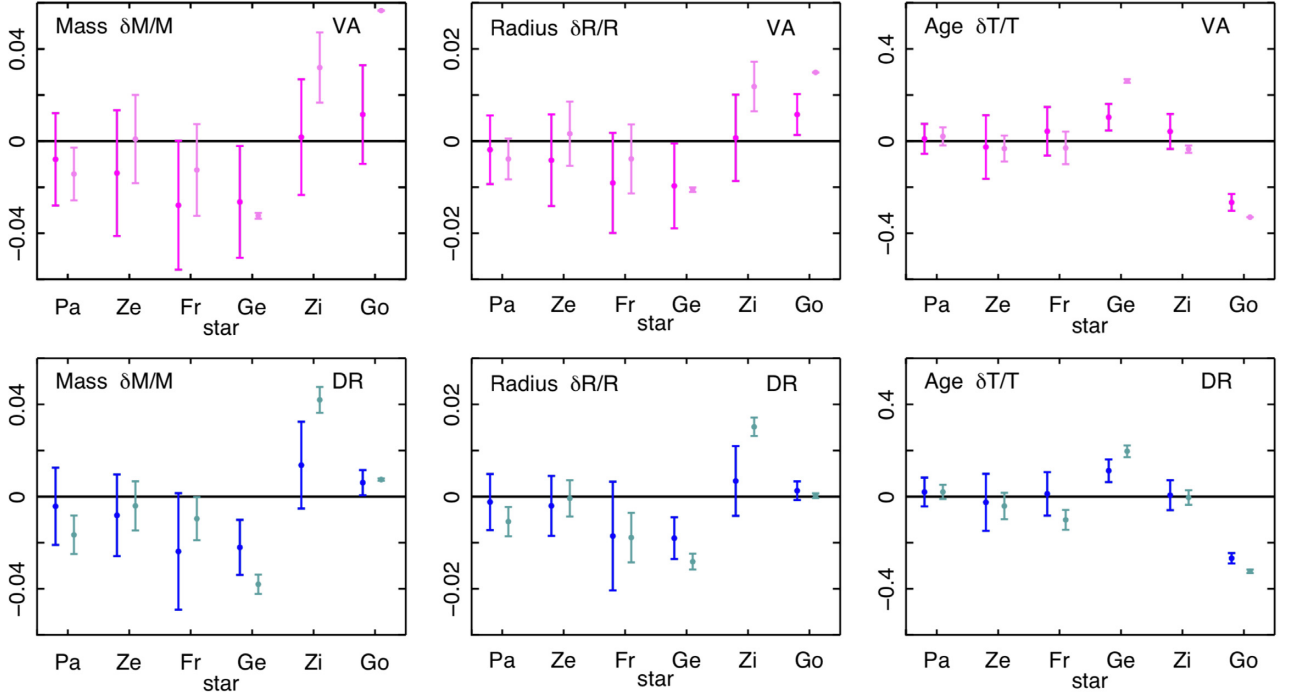 Mass δM/M VA
0.04
0
−0.04
Pa Ze Fr Ge Zi Go
star
Radius δR/R VA
0.02
0
−0.02
Pa Ze Fr Ge Zi Go
star
Age δT/T VA
0.4
0
−0.4
Pa Ze Fr Ge Zi Go
star
Mass δM/M DR
0.04
0
−0.04
Pa Ze Fr Ge Zi Go
star
Radius δR/R DR
0.02
0
−0.02
Pa Ze Fr Ge Zi Go
star
Age δT/T DR
0.4
0
−0.4
Pa Ze Fr Ge Zi Go
star